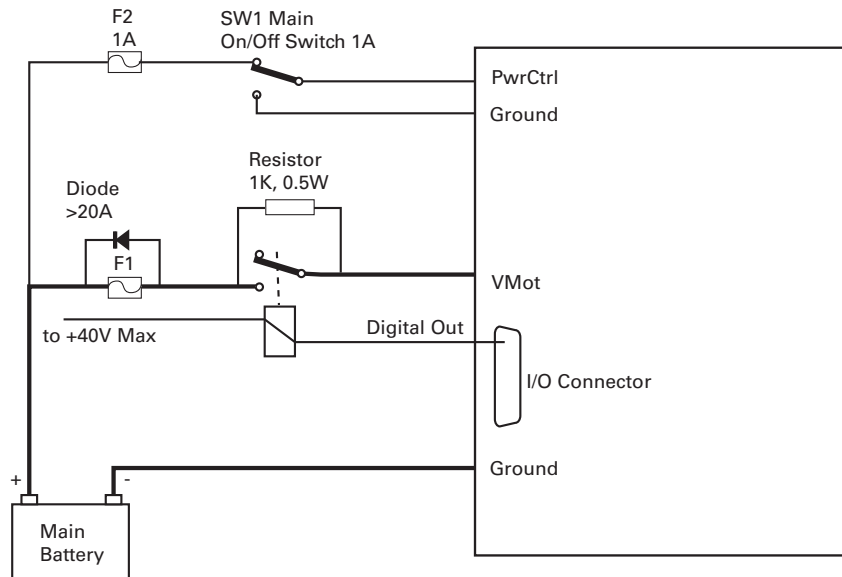 F2
1A
SW1 Main
On/Off Switch 1A
PwrCtrl
Ground
Resistor
1K, 0.5W
Diode
>20A
F1
VMot
to +40V Max
Digital Out
I/O Connector
Ground
+
-
Main
Battery